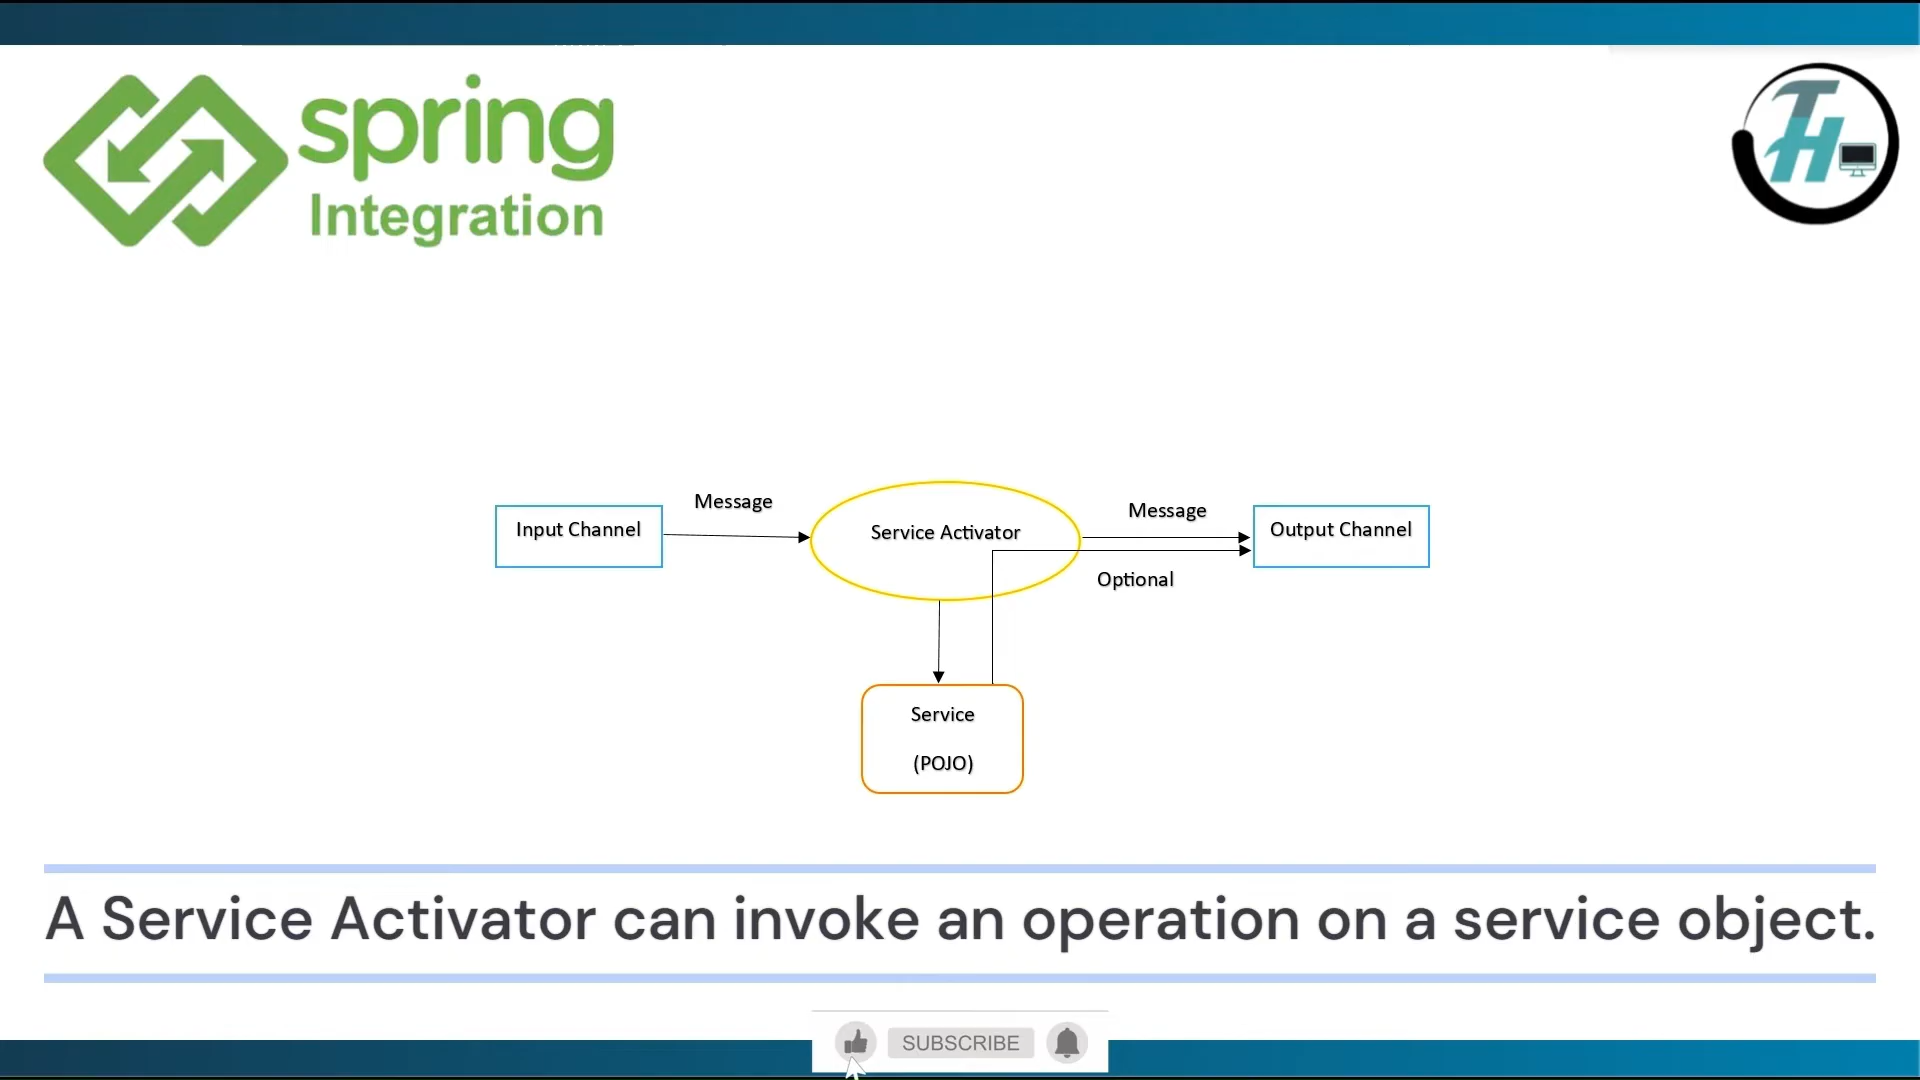 spring
Integration
TH
Message
Input Channel
Service Activator
Message
Output Channel
Optional
Service
(POJO)
A Service Activator can invoke an operation on a service object.
SUBSCRIBE